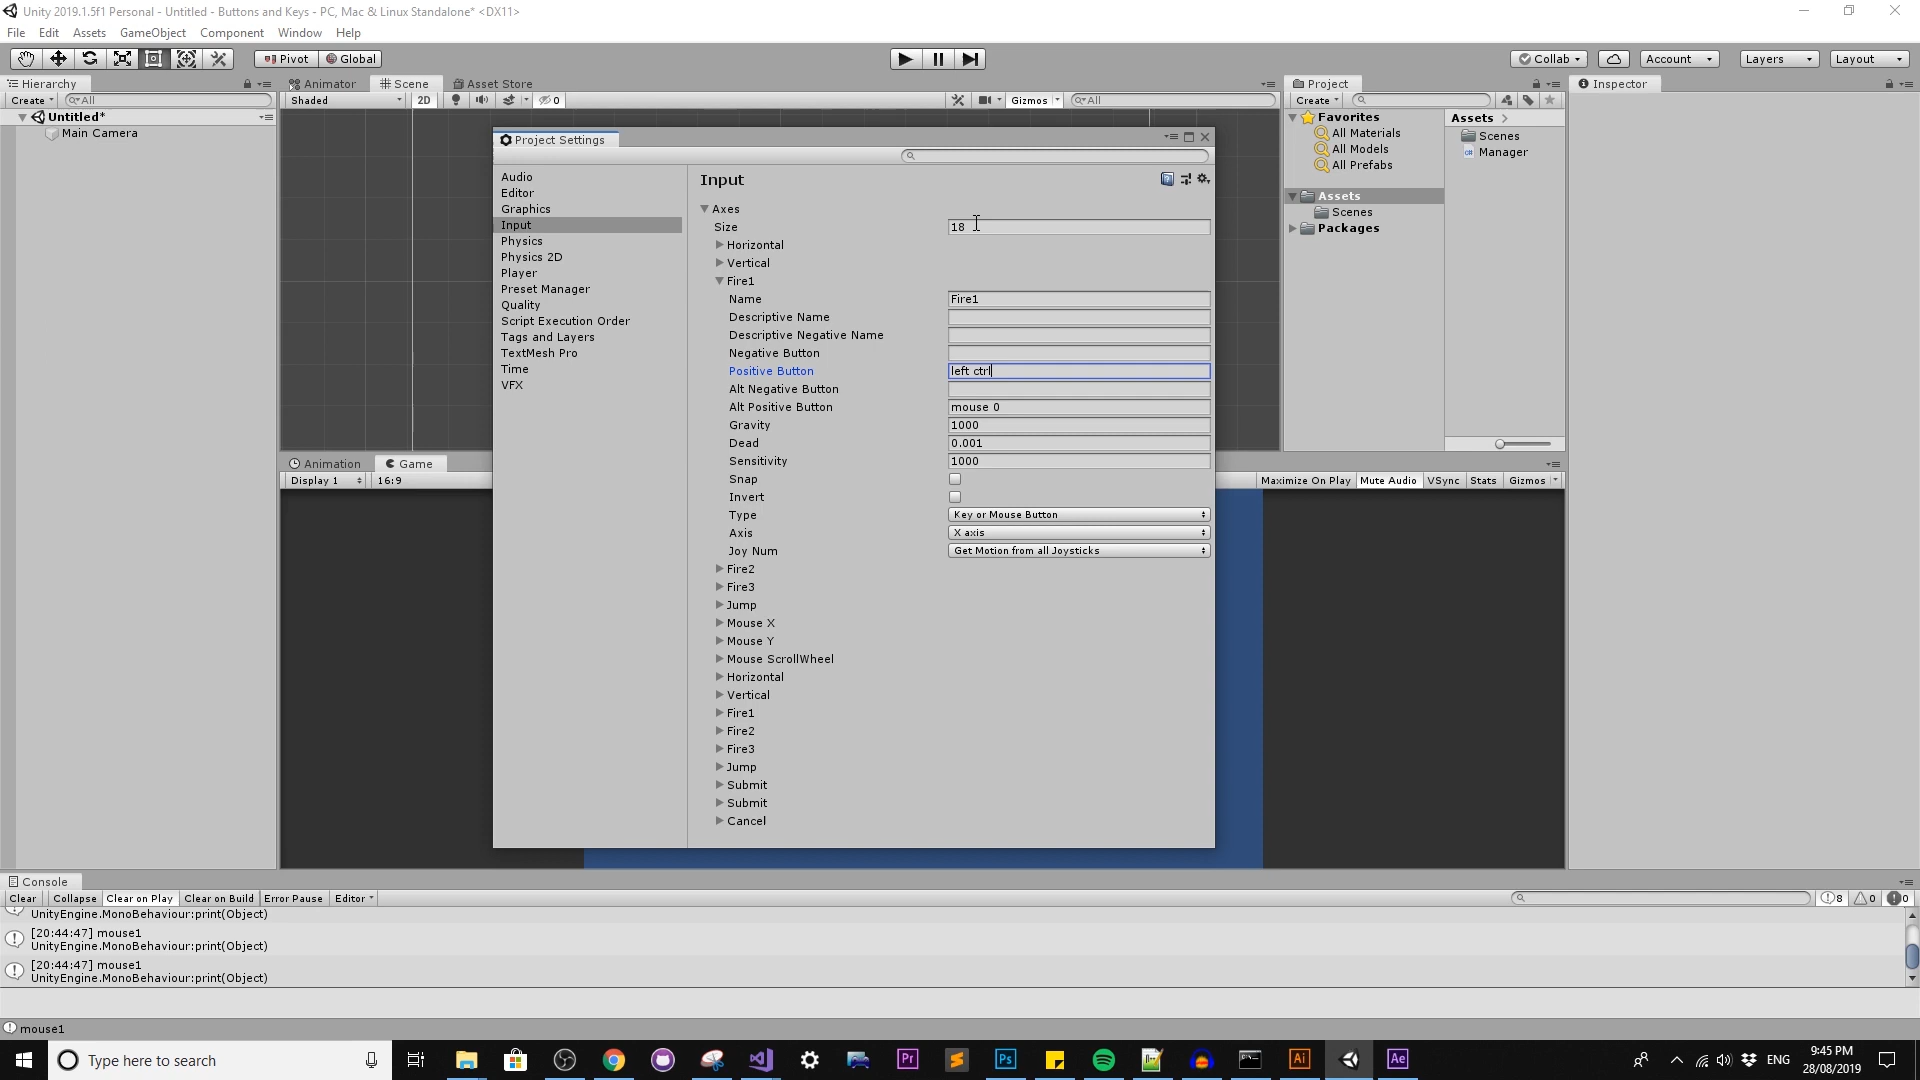 Unity 2019.1.5f1 Personal - Untitled - Buttons and Keys - PC, Mac & Linux Standalone* <DX11>
File Edit Assets GameObject Component Window Help
Pivot Global Collab Account Layers Layout
Hierarchy Animator Scene Asset Store Project Inspector
Create All Shaded 2D 0 Gizmos All Create
Untitled*
Main Camera
Favorites
All Materials
All Models
All Prefabs
Assets
Scenes
Packages
Assets
Scenes
Manager
Project Settings
Audio
Editor
Graphics
Input
Physics
Physics 2D
Player
Preset Manager
Quality
Script Execution Order
Tags and Layers
TextMesh Pro
Time
VFX
Input
Axes
Size 18
Horizontal
Vertical
Fire1
Name Fire1
Descriptive Name
Descriptive Negative Name
Negative Button
Positive Button left ctrl
Alt Negative Button
Alt Positive Button mouse 0
Gravity 1000
Dead 0.001
Sensitivity 1000
Snap
Invert
Type Key or Mouse Button
Axis X axis
Joy Num Get Motion from all Joysticks
Fire2
Fire3
Jump
Mouse X
Mouse Y
Mouse ScrollWheel
Horizontal
Vertical
Fire1
Fire2
Fire3
Jump
Submit
Submit
Cancel
Animation Game
Display 1 16:9 Maximize On Play Mute Audio VSync Stats Gizmos
Console
Clear Collapse Clear on Play Clear on Build Error Pause Editor 8 0 0
UnityEngine.MonoBehaviour:print(Object)
[20:44:47] mouse1
UnityEngine.MonoBehaviour:print(Object)
[20:44:47] mouse1
UnityEngine.MonoBehaviour:print(Object)
mouse1
Type here to search Pr Ps Ai Ae ENG 9:45 PM
28/08/2019